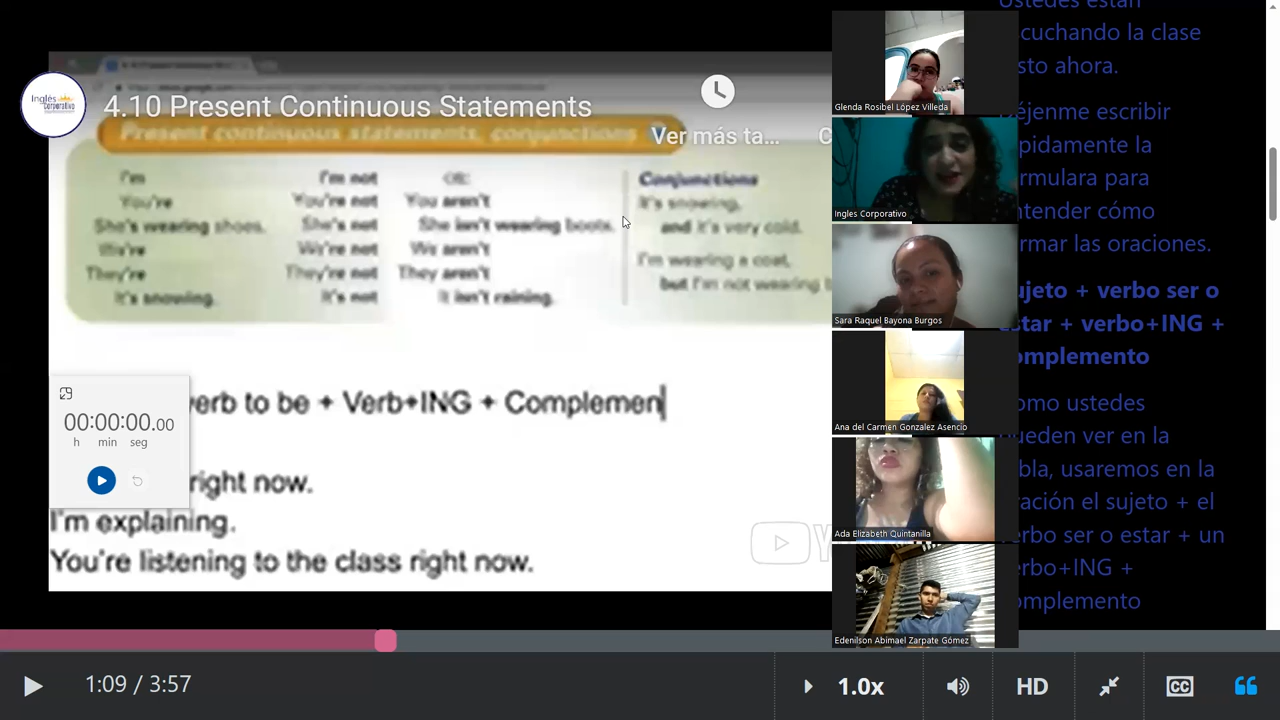 Inglés
Corporativo
4.10 Present Continuous Statements
Ver más ta...
C
Present continuous statements, conjunctions
I'm
You're
She's wearing shoes.
We're
They're
It's snowing.
I'm not
You're not
She's not
We're not
They're not
It's not
OR:
You aren't
She isn't wearing boots.
We aren't
They aren't
It isn't raining.
Conjunctions
It's snowing,
and it's very cold.
I'm wearing a coat,
but I'm not wearing b
verb to be + Verb+ING + Complemen
right now.
I'm explaining.
You're listening to the class right now.
00:00:00.00
h min seg
Glenda Rosibel López Villeda
Ingles Corporativo
Sara Raquel Bayona Burgos
Ana del Carmen Gonzalez Asencio
Ada Elizabeth Quintanilla
Edenilson Abimael Zarpate Gómez
Ustedes están
cuchando la clase
sto ahora.
éjenme escribir
pidamente la
rmulara para
ntender cómo
rmar las oraciones.
ujeto + verbo ser o
star + verbo+ING +
omplemento
omo ustedes
ueden ver en la
bla, usaremos en la
ración el sujeto + el
erbo ser o estar + un
erbo+ING +
omplemento
1:09 / 3:57
1.0x
HD
CC